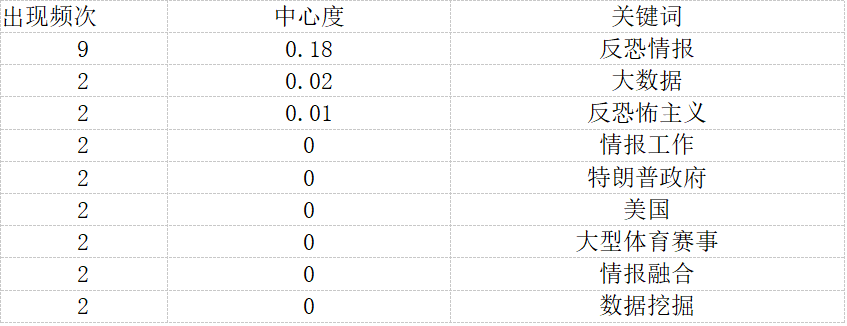 出现频次 中心度 关键词
9 0.18 反恐情报
2 0.02 大数据
2 0.01 反恐怖主义
2 0 情报工作
2 0 特朗普政府
2 0 美国
2 0 大型体育赛事
2 0 情报融合
2 0 数据挖掘